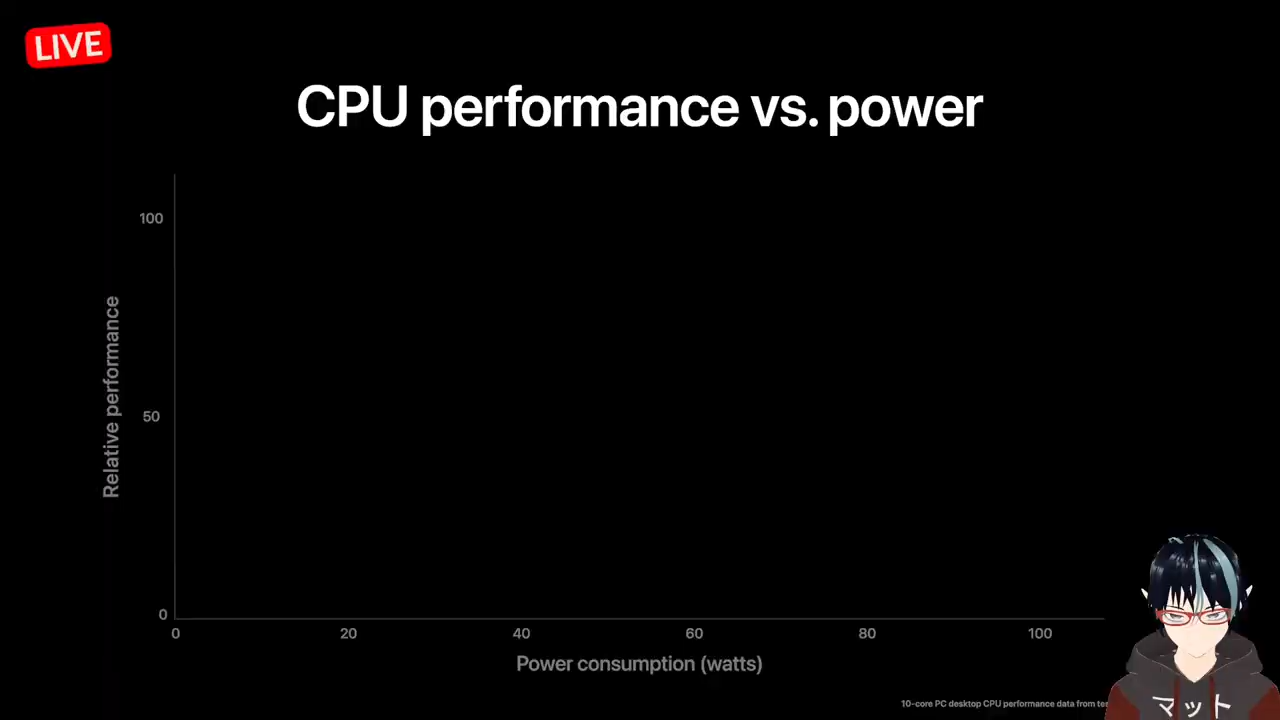 LIVE
CPU performance vs. power
100
Relative performance
50
0
0 20 40 60 80 100
Power consumption (watts)
10-core PC desktop CPU performance data from
マット